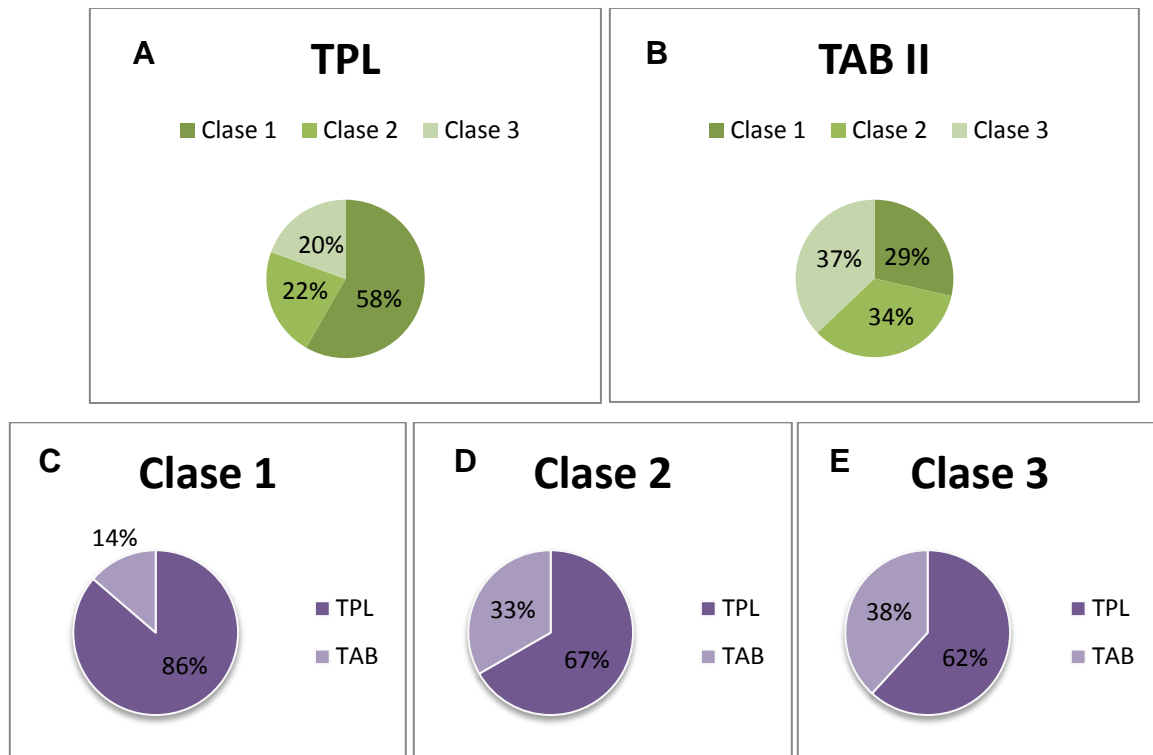 A
TPL
Clase 1 Clase 2 Clase 3
20%
22%
58%
B
TAB II
Clase 1 Clase 2 Clase 3
37%
29%
34%
C
Clase 1
14%
86%
TPL
TAB
D
Clase 2
33%
67%
TPL
TAB
E
Clase 3
38%
62%
TPL
TAB